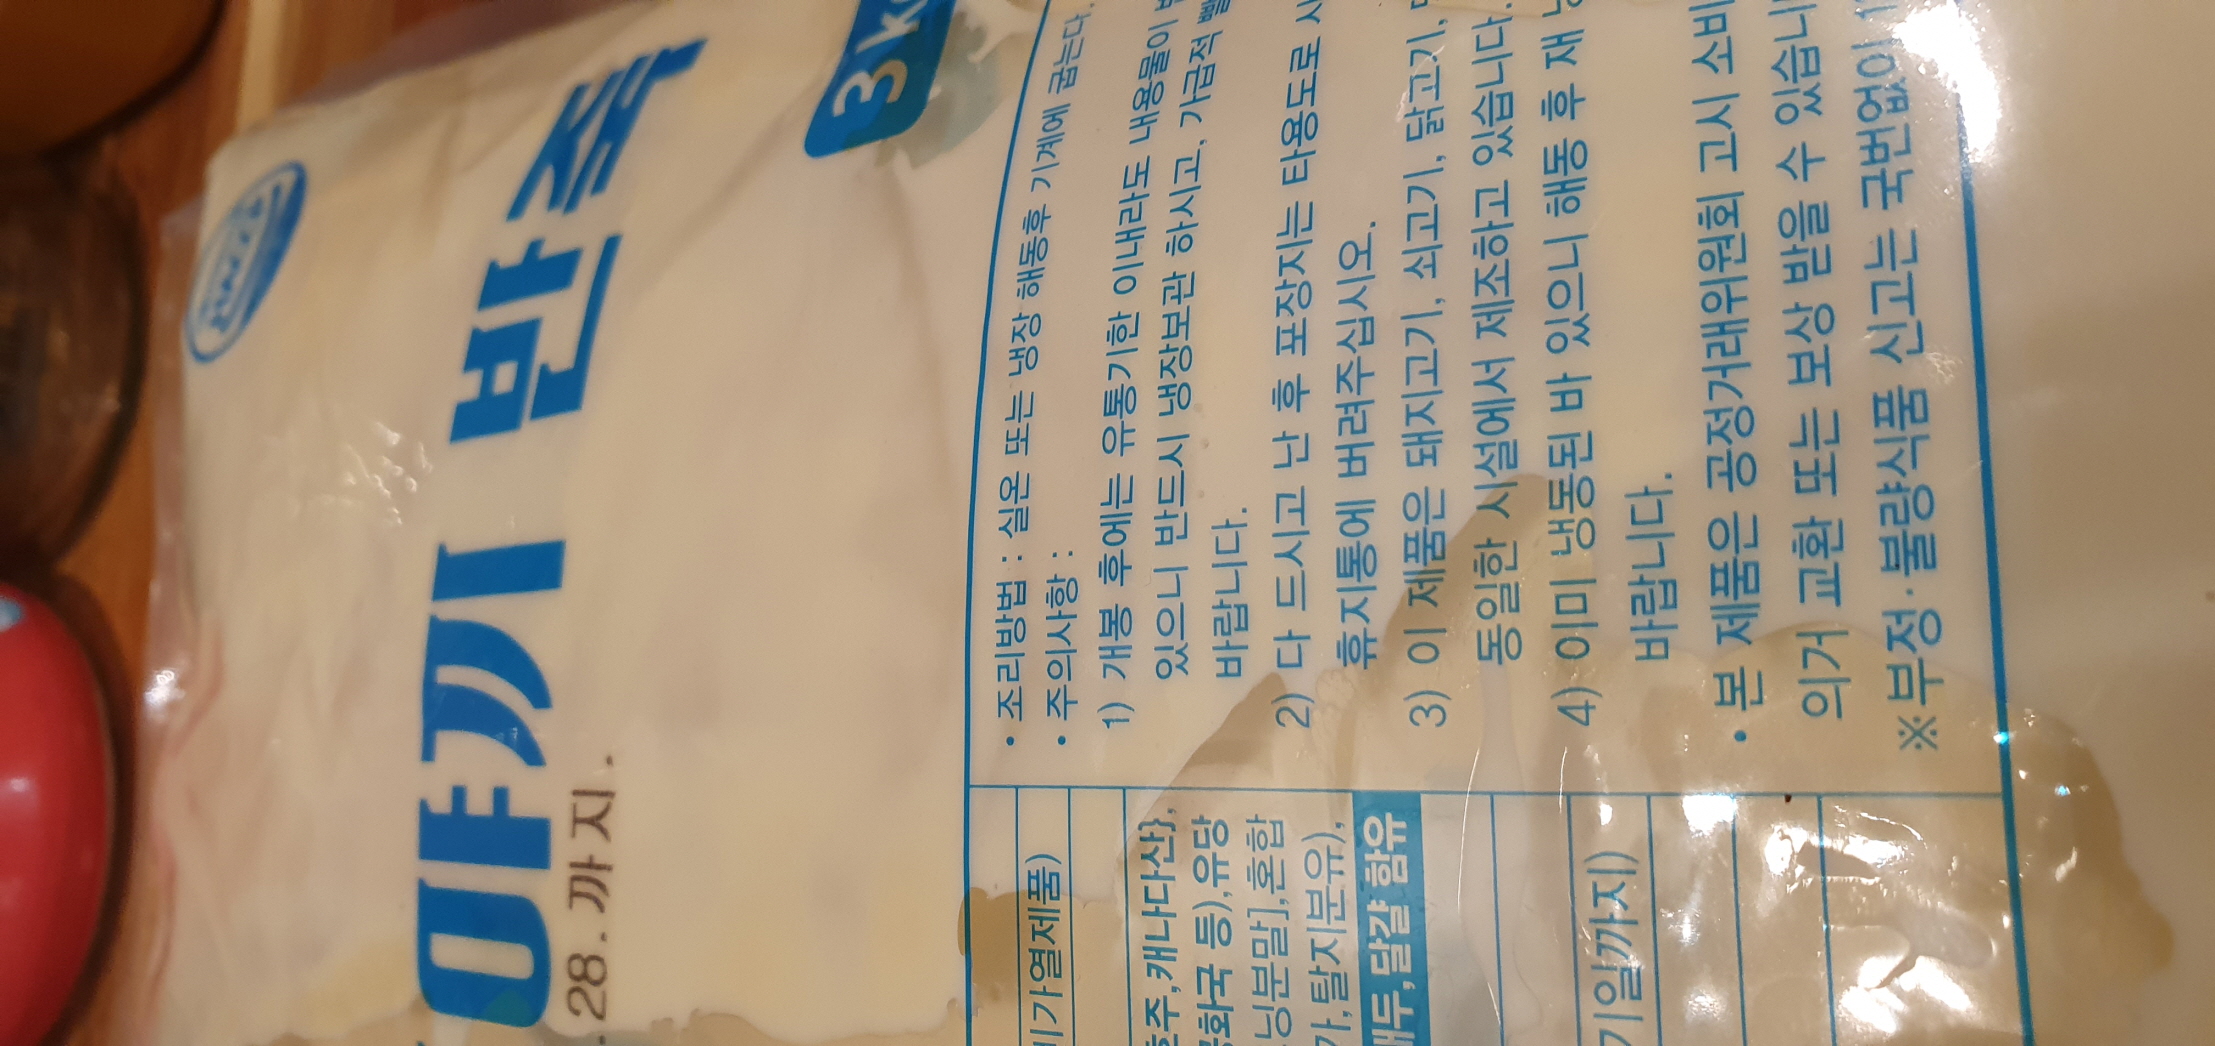 야끼 반죽
3k
28.까지.
• 조리방법 : 실온 또는 냉장 해동후 기계에 굽는다.
• 주의사항 :
1) 개봉 후에는 유통기한 이내라도 내용물이
있으니 반드시 냉장보관 하시고, 가급적
바랍니다.
2) 다 드시고 난 후 포장지는 타용도로
휴지통에 버려주십시오.
3) 이 제품은 돼지고기, 쇠고기, 닭고기,
동일한 시설에서 제조하고 있습니다.
4) 이미 냉동된 바 있으니 해동 후 재
바랍니다.
• 본 제품은 공정거래위원회 고시 소비
의거 교환 또는 보상 받을 수 있습니
※부정·불량식품 신고는 국번없이
가열제품)
주,캐나다산},
화국 등),유당
닝분말],혼합
가,탈지분유),
두,달걀 함유
기일까지)